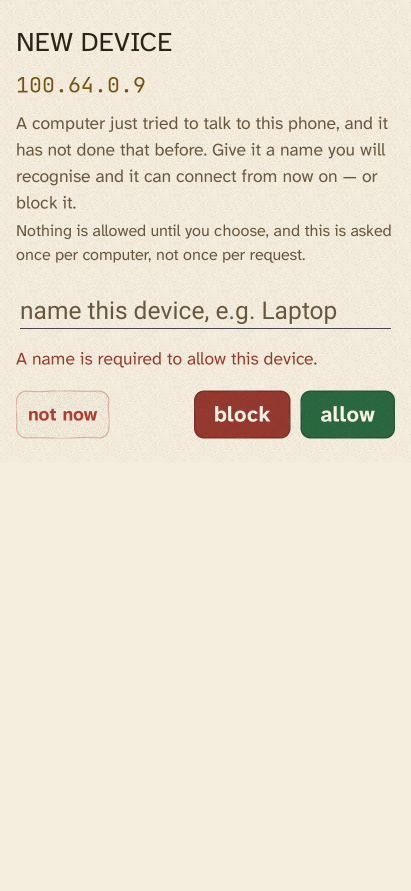 NEW DEVICE
100.64.0.9
A computer just tried to talk to this phone, and it
has not done that before. Give it a name you will
recognise and it can connect from now on — or
block it.
Nothing is allowed until you choose, and this is asked
once per computer, not once per request.
name this device, e.g. Laptop
A name is required to allow this device.
not now
block
allow